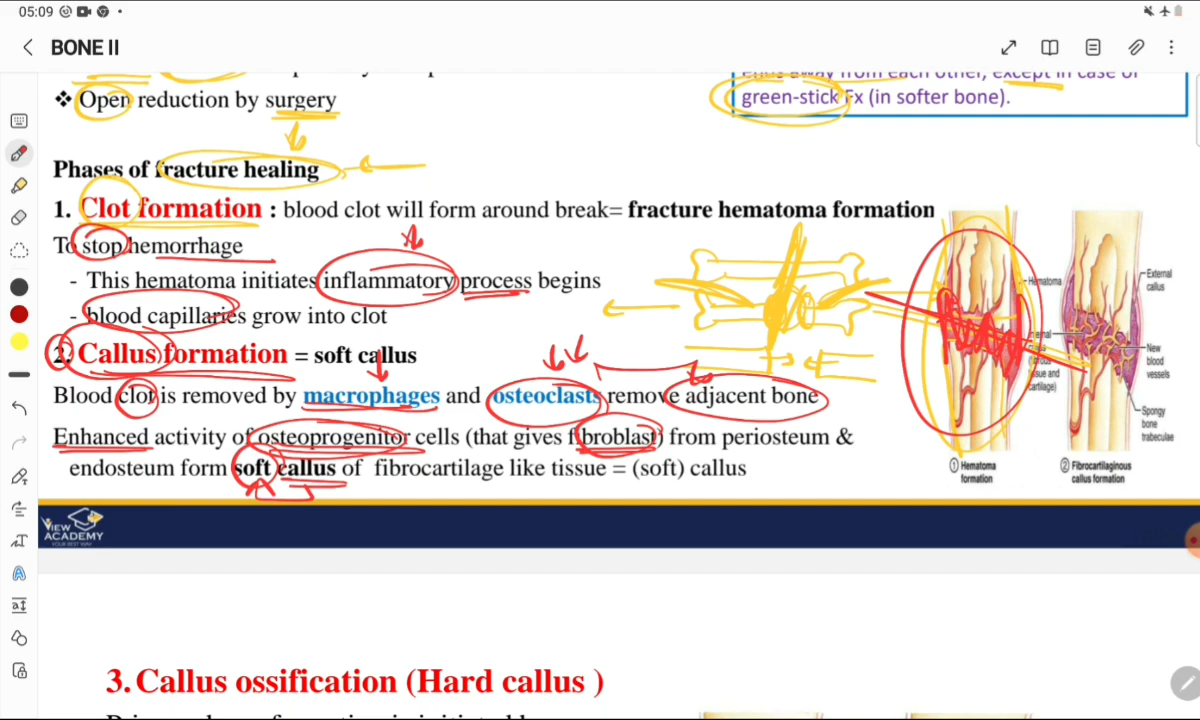 05:09
BONE II
green-stick Fx (in softer bone).
❖ Open reduction by surgery
Phases of fracture healing
1. Clot formation : blood clot will form around break= fracture hematoma formation
To stop hemorrhage
- This hematoma initiates inflammatory process begins
- blood capillaries grow into clot
2. Callus formation = soft callus
Blood clot is removed by macrophages and osteoclasts remove adjacent bone
Enhanced activity of osteoprogenitor cells (that gives fibroblast) from periosteum &
endosteum form soft callus of fibrocartilage like tissue = (soft) callus
Hematoma
External
callus
New
blood
vessels
Spongy
bone
trabeculae
① Hematoma
formation
② Fibrocartilaginous
callus formation
VIEW
ACADEMY
YOUR BEST WAY
3. Callus ossification (Hard callus )